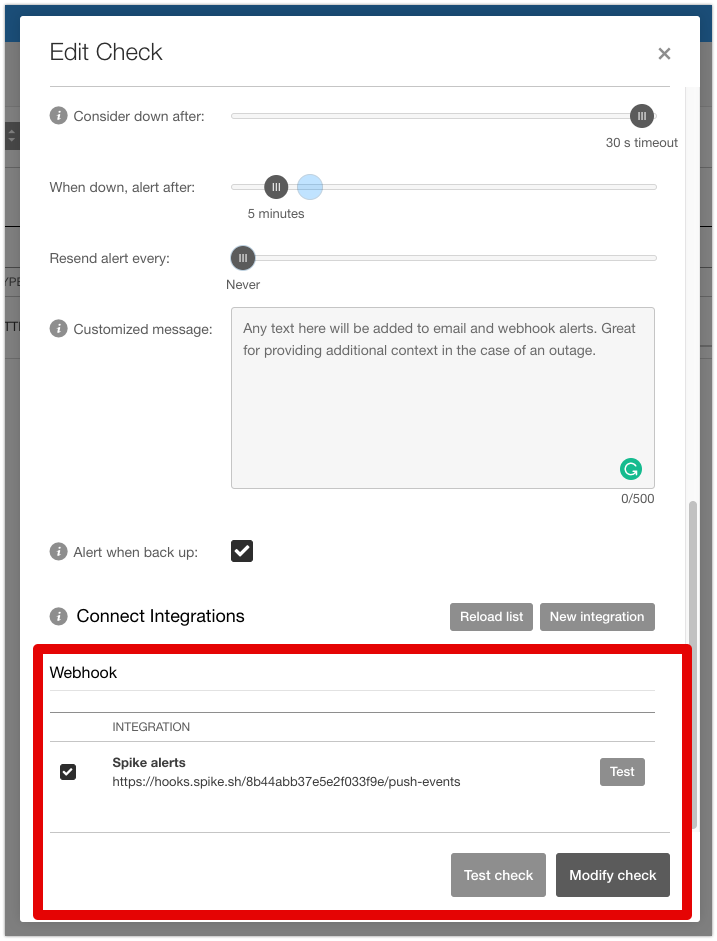 Edit Check
×
Consider down after:
30 s timeout
When down, alert after:
5 minutes
Resend alert every:
Never
Customized message:
Any text here will be added to email and webhook alerts. Great
for providing additional context in the case of an outage.
0/500
Alert when back up:
Connect Integrations
Reload list
New integration
Webhook
INTEGRATION
Spike alerts
https://hooks.spike.sh/8b44abb37e5e2f033f9e/push-events
Test
Test check
Modify check